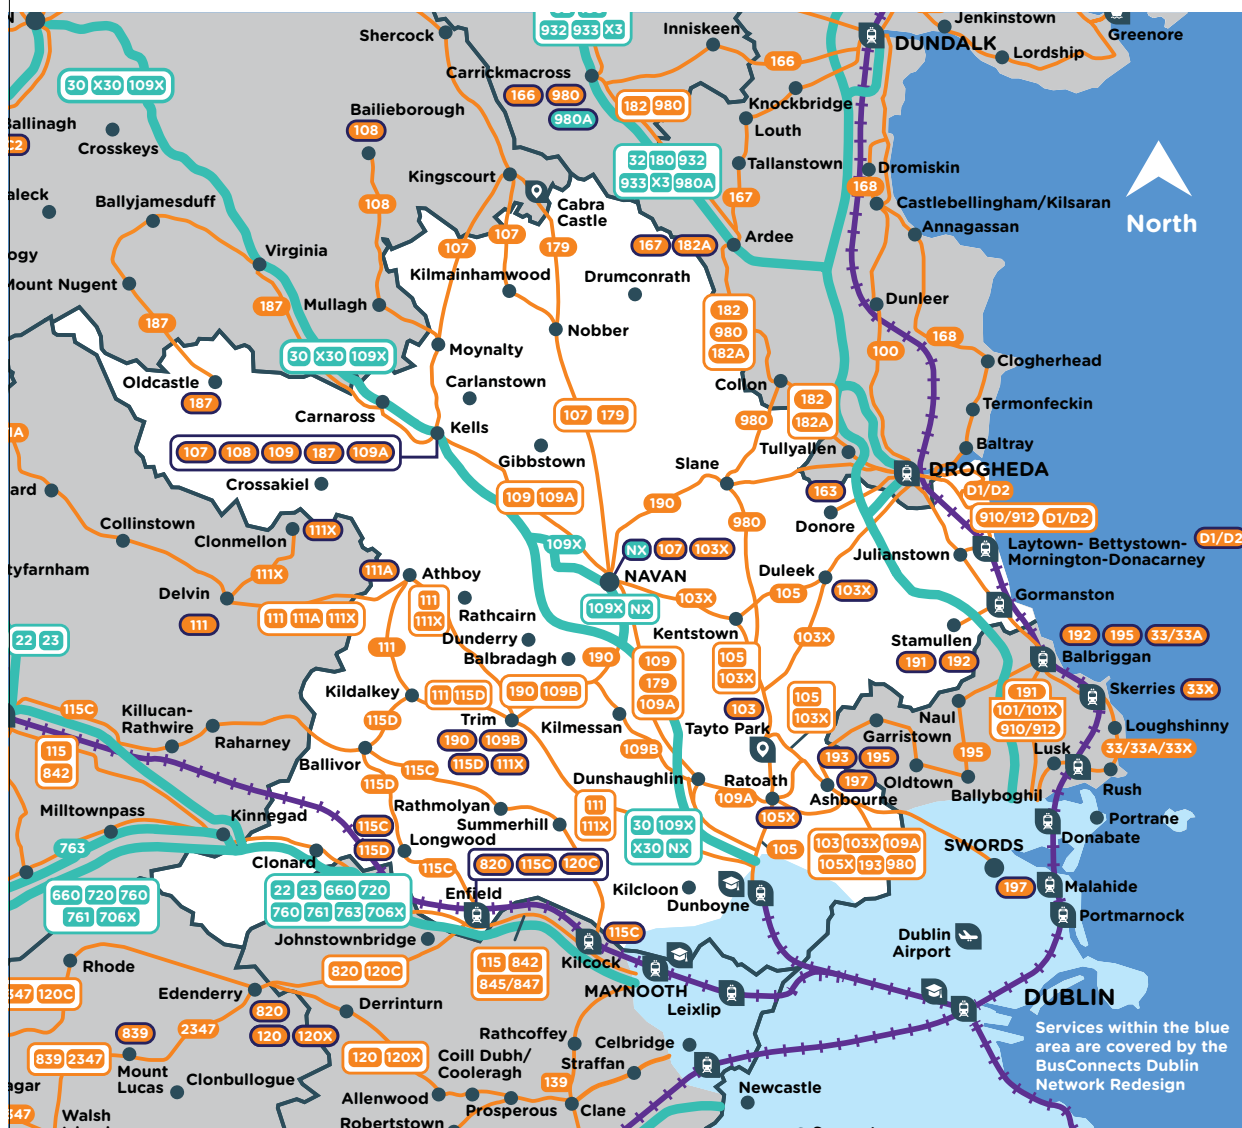 N
932 933 X3
Inniskeen
DUNDALK
Jenkinstown
Lordship
Greenore
Shercock
30 X30 109X
Carrickmacross
166 980
980A
166
182 980
Knockbridge
Louth
Bailieborough
108
Crosskeys
32 180 932
933 X3 980A
Tallanstown
Dromiskin
168
Kingscourt
Cabra
Castle
167
Castlebellingham/Kilsaran
Annagassan
North
Ballyjamesduff
108
107
107
179
167 182A
Ardee
Virginia
Kilmainhamwood
Drumconrath
Mount Nugent
187
Mullagh
187
Nobber
182
980
182A
Dunleer
168
100
30 X30 109X
Moynalty
Clogherhead
Oldcastle
187
Carlanstown
Collon
Carnaross
107 179
182
182A
Termonfeckin
980
Kells
107 108 109 187 109A
Gibbstown
Tullyallen
Baltray
Slane
DROGHEDA
Crossakiel
109 109A
190
163
D1/D2
Donore
980
910/912 D1/D2
Collinstown
Clonmellon
111X
109X
NX 107 103X
Julianstown
Laytown- Bettystown-
Mornington-Donacarney
D1/D2
NAVAN
111X
111A
Athboy
Duleek
105
103X
Delvin
111
111 111A 111X
111
111X
Rathcairn
109X NX
103X
Gormanston
Dunderry
Kentstown
103X
Stamullen
191 192
192 195 33/33A
22 23
111
Balbradagh
190
109
179
109A
105
103X
Balbriggan
Kildalkey
111 115D
190 109B
105
103X
191
101/101X
910/912
Skerries 33X
115C
Killucan-
Rathwire
115D
Trim
190 109B
115D 111X
Kilmessan
103
Tayto Park
Naul
Garristown
Loughshinny
Raharney
109B
195
Lusk
33/33A/33X
115
842
Ballivor
115C
193 195
197
115D
Dunshaughlin
Ratoath
109A
Oldtown
Ashbourne
Ballyboghil
Rush
Milltownpass
Kinnegad
Rathmolyan
Summerhill
111
111X
105X
Portrane
Donabate
30 109X
X30 NX
115C
115D
Longwood
103 103X 109A
105X 193 980
763
Clonard
115C
820 115C 120C
105
SWORDS
197
Malahide
660 720 760
761 706X
22 23 660 720
760 761 763 706X
Enfield
Kilcloon
Dunboyne
Portmarnock
Johnstownbridge
115C
Dublin
Airport
Kilcock
Rhode
820 120C
115 842
845/847
MAYNOOTH
Leixlip
DUBLIN
347 120C
Edenderry
820
120 120X
Derrinturn
Services within the blue
area are covered by the
BusConnects Dublin
Network Redesign
2347
839
839 2347
Mount
Lucas
Clonbullogue
120 120X
Rathcoffey
Coill Dubh/
Cooleragh
Celbridge
Straffan
139
Newcastle
Allenwood
Prosperous
Clane
Walsh
Robertstown